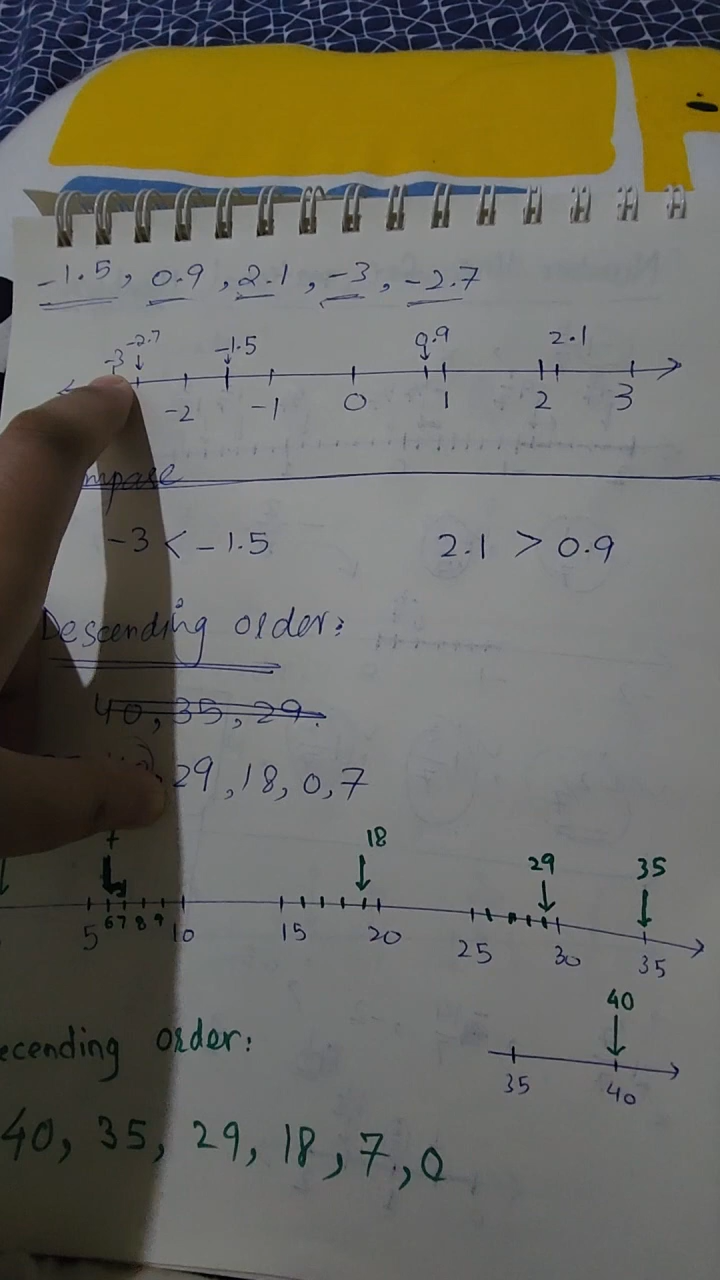 -1.5, 0.9, 2.1, -3, -2.7
-3 -2.7 -1.5 0.9 2.1
-2 -1 0 1 2 3
mpare
-3 < -1.5 2.1 > 0.9
Descending order:
40, 35, 29.
29, 18, 0, 7
7 18 29 35
5 6 7 8 9 10 15 20 25 30 35
40
35 40
ecending order:
40, 35, 29, 18, 7, 0